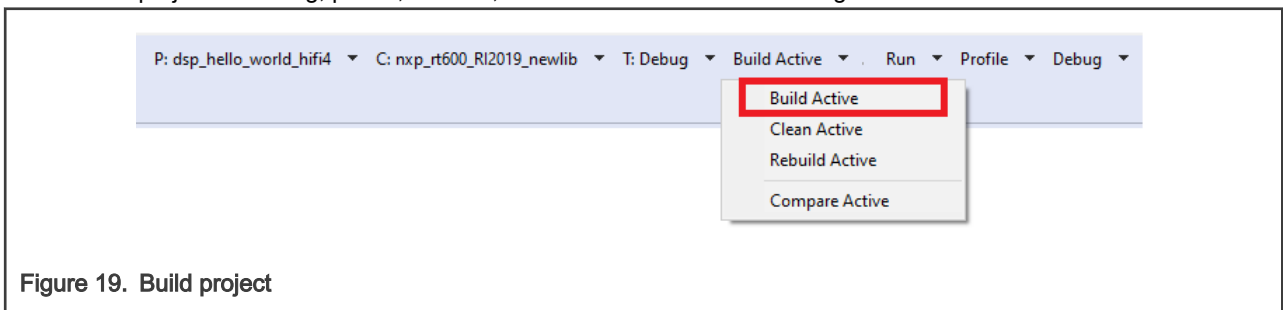 P: dsp_hello_world_hifi4 C: nxp_rt600_RI2019_newlib T: Debug Build Active Run Profile Debug
Build Active
Clean Active
Rebuild Active
Compare Active
Figure 19. Build project